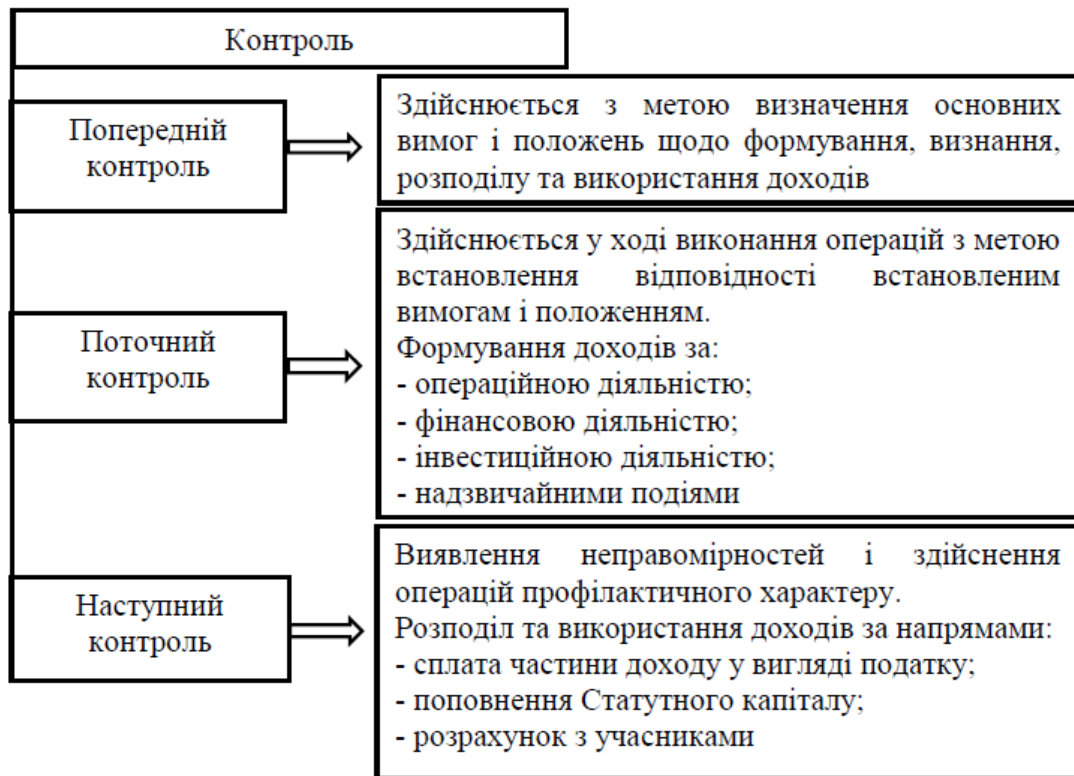 Контроль
Попередній
контроль
Здійснюється з метою визначення основних
вимог і положень щодо формування, визнання,
розподілу та використання доходів
Поточний
контроль
Здійснюється у ході виконання операцій з метою
встановлення відповідності встановленим
вимогам і положенням.
Формування доходів за:
- операційною діяльністю;
- фінансовою діяльністю;
- інвестиційною діяльністю;
- надзвичайними подіями
Наступний
контроль
Виявлення неправомірностей і здійснення
операцій профілактичного характеру.
Розподіл та використання доходів за напрямами:
- сплата частини доходу у вигляді податку;
- поповнення Статутного капіталу;
- розрахунок з учасниками